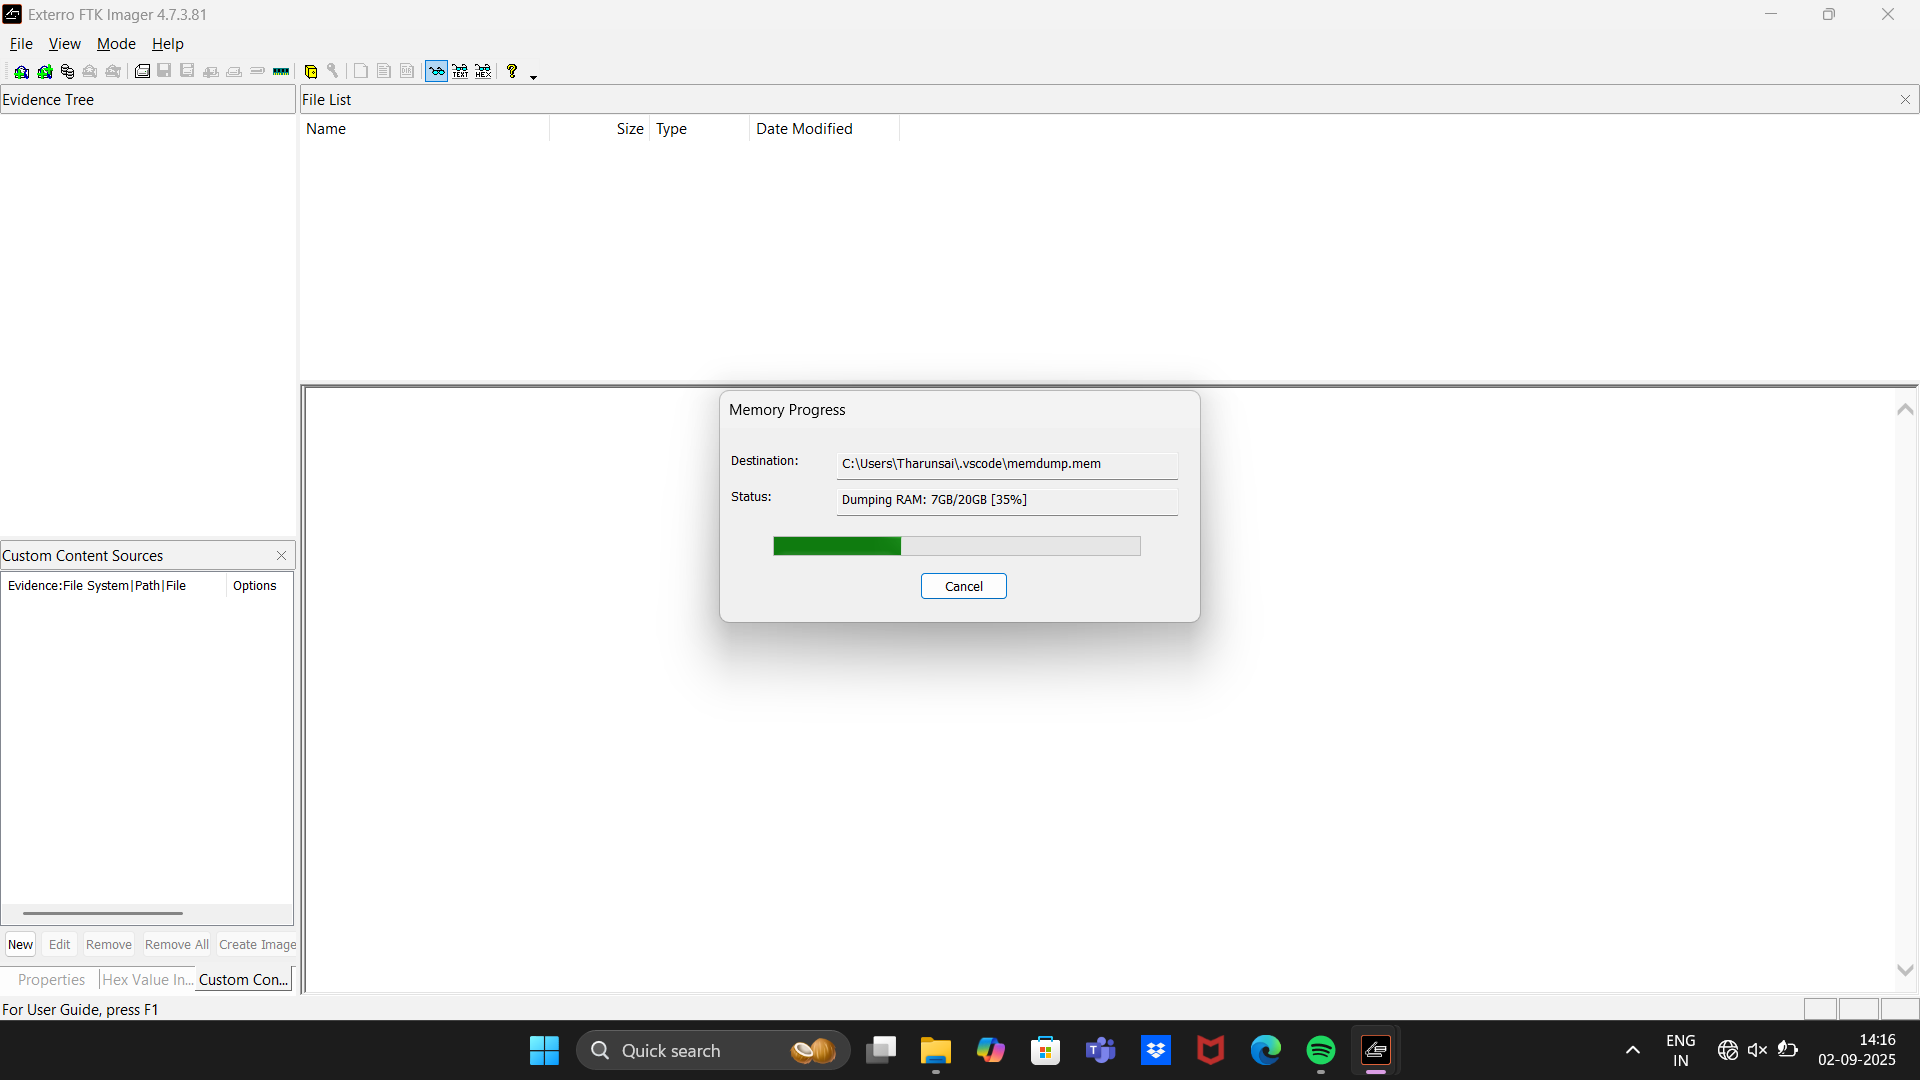 Exterro FTK Imager 4.7.3.81
File View Mode Help
TEXT HEX
Evidence Tree
File List
Name Size Type Date Modified
Memory Progress
Destination: C:\Users\Tharunsai\.vscode\memdump.mem
Status: Dumping RAM: 7GB/20GB [35%]
Cancel
Custom Content Sources
Evidence:File System|Path|File Options
New Edit Remove Remove All Create Image
Properties Hex Value In... Custom Con...
For User Guide, press F1
Quick search
ENG
IN
14:16
02-09-2025